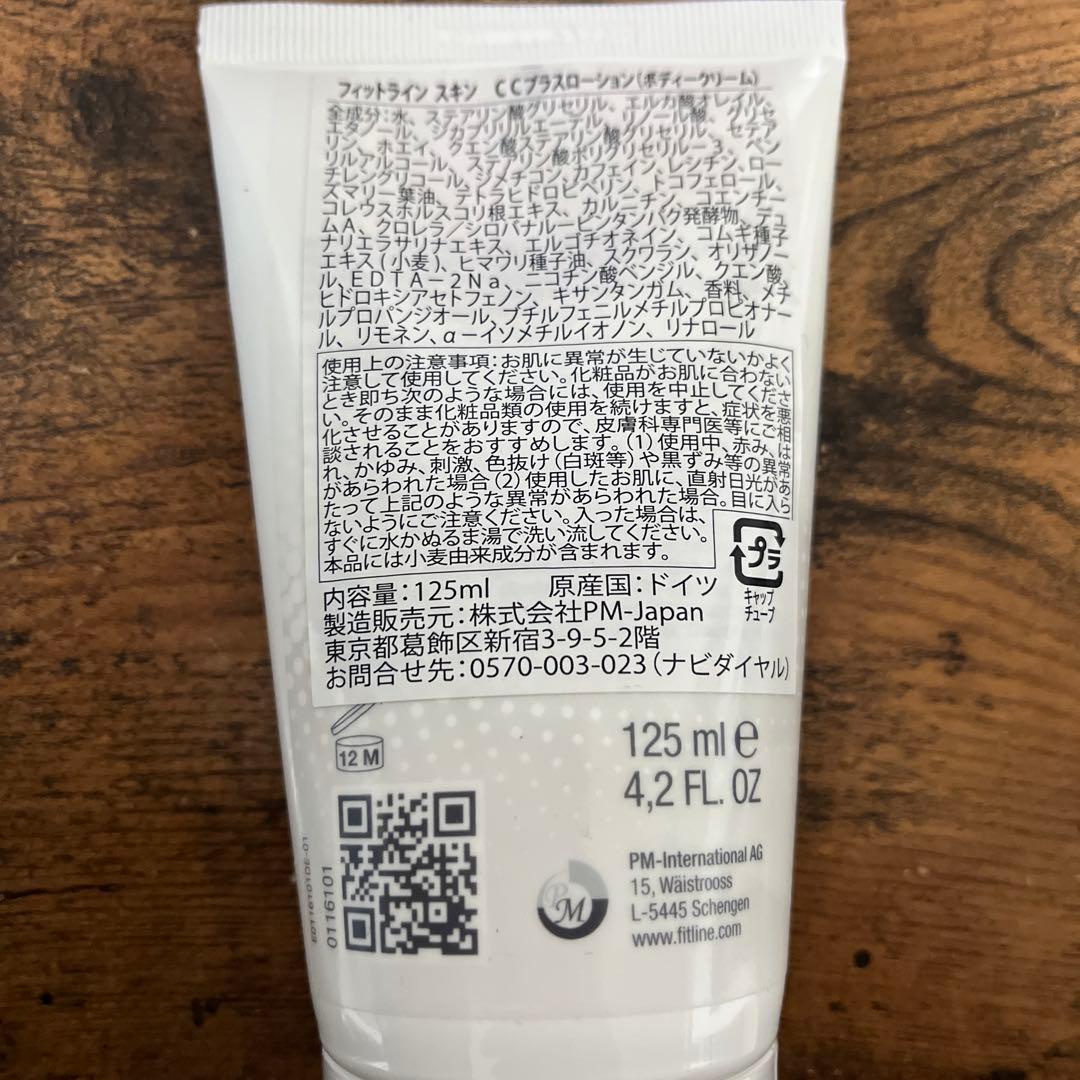 フィットライン スキン CCプラスローション(ボディークリーム)
全成分:水、ステアリン酸グリセリル、エルカ酸オレイル、
エタノール、ジカプリリルエーテル、リノール酸、グリセ
リン、ホエイ、クエン酸ステアリン酸グリセリル、セテア
リルアルコール、ステアリン酸ポリグリセリル－3、ペン
チレングリコール、ジメチコン、カフェイン、レシチン、ロー
ズマリー葉油、テトラヒドロピペリン、トコフェロール、
コレウスホルスコリ根エキス、カルニチン、コエンチー
ムA、クロレラ/シロバナルーピンタンパク発酵物、デュ
ナリエラサリナエキス、エルゴチオネイン、コムギ種子
エキス(小麦)、ヒマワリ種子油、スクワラン、オリザノー
ル、EDTA－2Na、ニコチン酸ベンジル、クエン酸、
ヒドロキシアセトフェノン、キサンタンガム、香料、メチ
ルプロパンジオール、ブチルフェニルメチルプロピオナー
ル、リモネン、α－イソメチルイオノン、リナロール
使用上の注意事項:お肌に異常が生じていないかよく
注意して使用してください。化粧品がお肌に合わない
とき即ち次のような場合には、使用を中止してくださ
い。そのまま化粧品類の使用を続けますと、症状を悪
化させることがありますので、皮膚科専門医等にご相
談されることをおすすめします。(1)使用中、赤み、は
れ、かゆみ、刺激、色抜け(白斑等)や黒ずみ等の異常
があらわれた場合(2)使用したお肌に、直射日光があ
たって上記のような異常があらわれた場合。目に入ら
ないようにご注意ください。入った場合は、
すぐに水かぬるま湯で洗い流してください。
本品には小麦由来成分が含まれます。
プラ
キャップ
チューブ
内容容量:125ml 原産国:ドイツ
製造販売元:株式会社PM-Japan
東京都葛飾区新宿3-9-5-2階
お問合せ先:0570-003-023(ナビダイヤル)
12 M
125 ml e
4,2 FL. OZ
E0116101DE-01
0116101
PM
PM-International AG
15, Wäistrooss
L-5445 Schengen
www.fitline.com